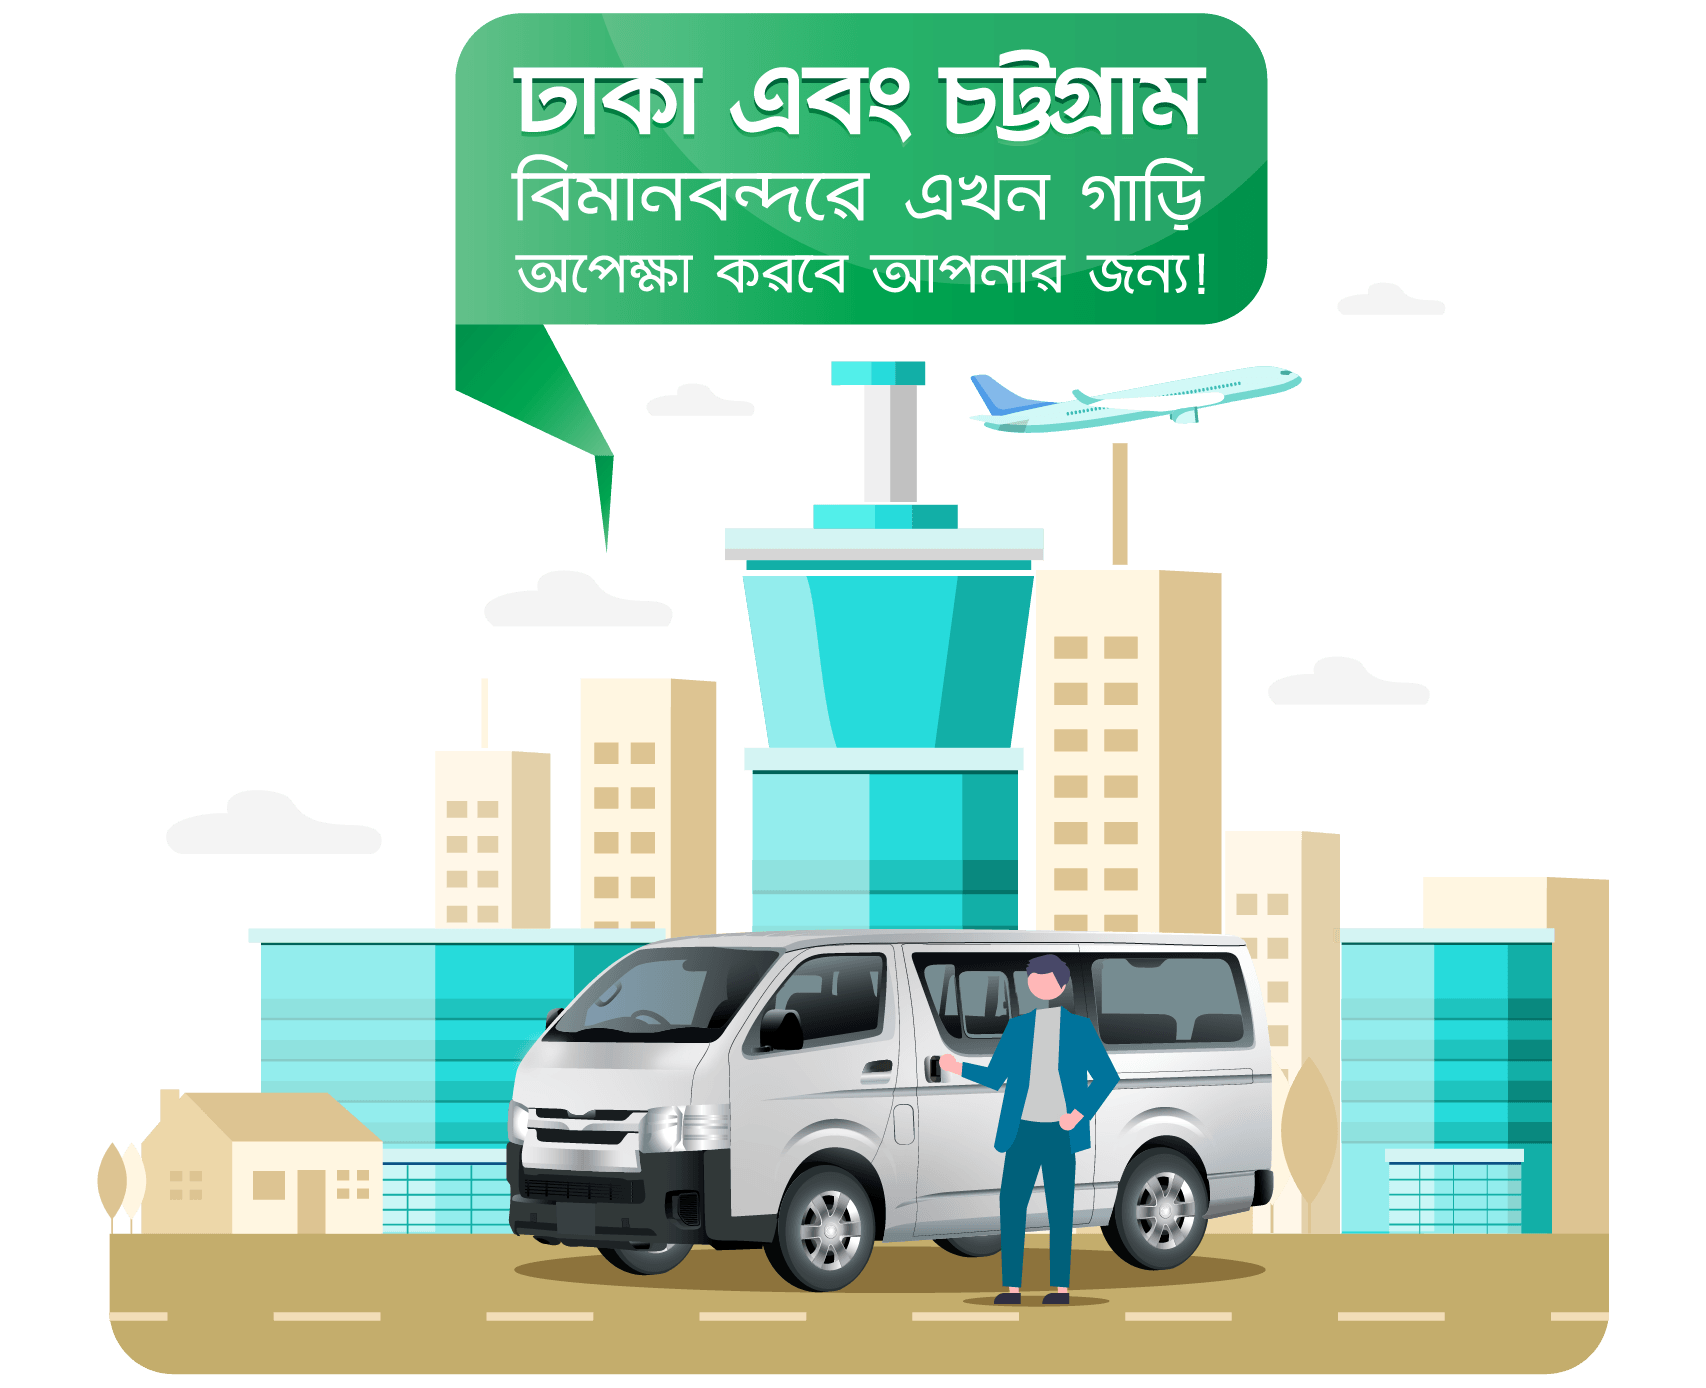 ঢাকা এবং চট্টগ্রাম
বিমানবন্দরে এখন গাড়ি
অপেক্ষা করবে আপনার জন্য!